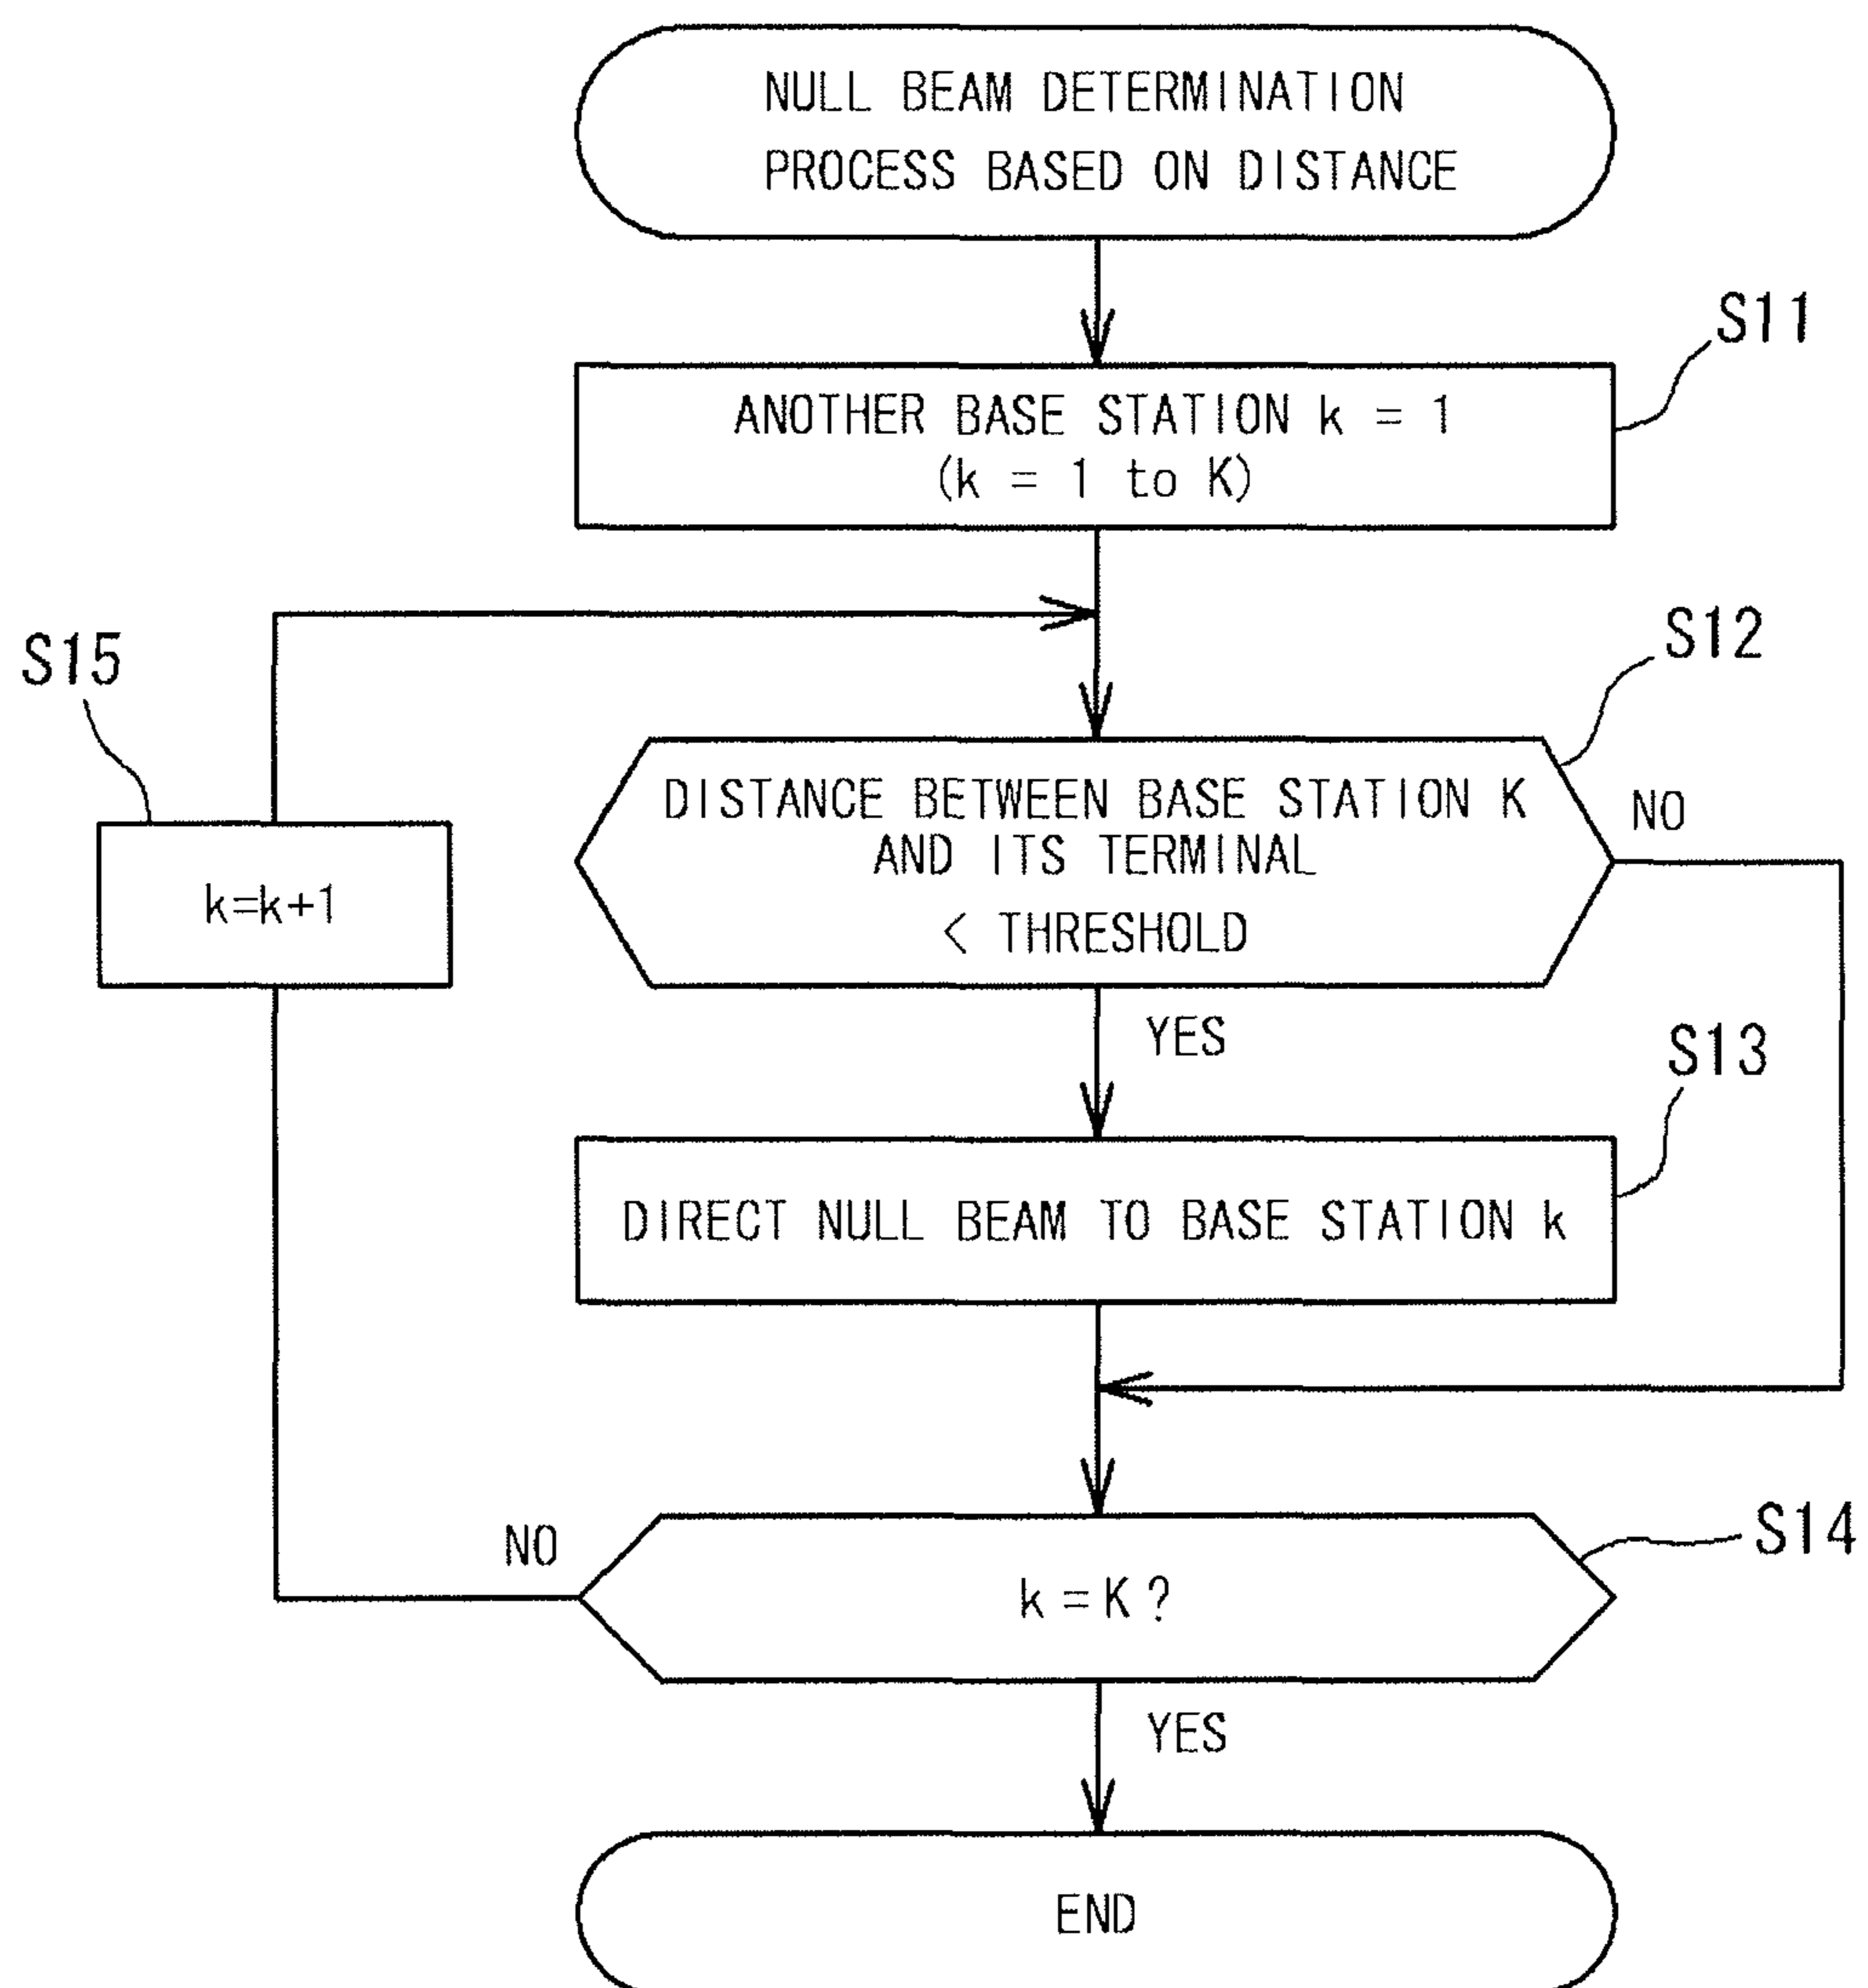 NULL BEAM DETERMINATION
PROCESS BASED ON DISTANCE
S11
ANOTHER BASE STATION k = 1
(k = 1 to K)
S12
S15
DISTANCE BETWEEN BASE STATION K
AND ITS TERMINAL
< THRESHOLD
NO
k=k+1
YES
S13
DIRECT NULL BEAM TO BASE STATION k
S14
NO
k=K?
YES
END